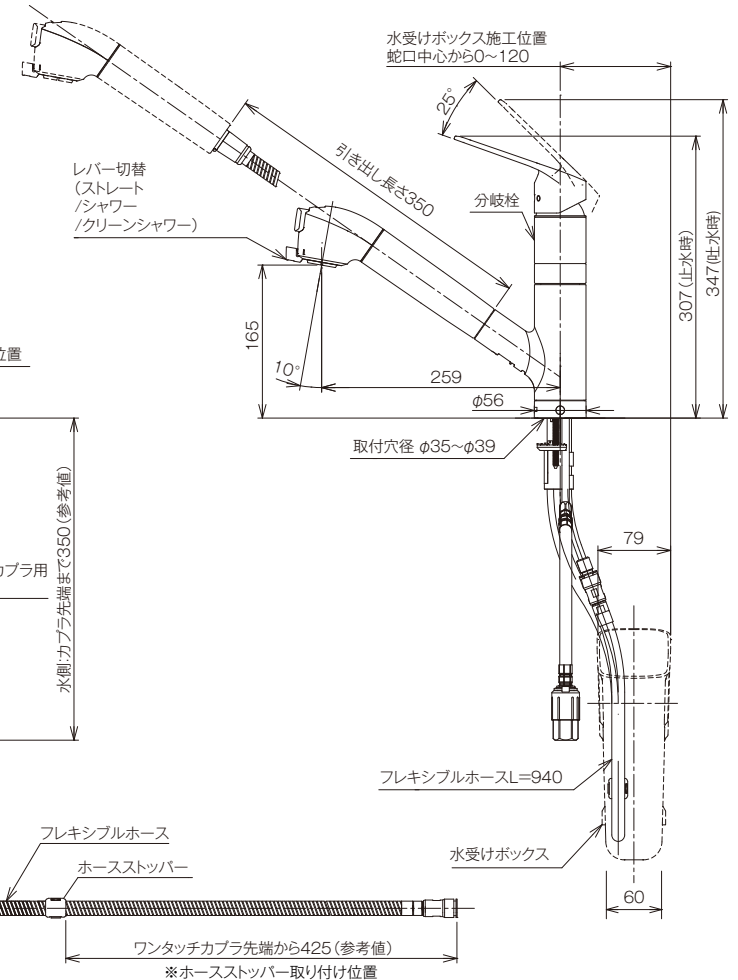 水受けボックス施工位置
蛇口中心から0~120
25°
引き出し長さ350
レバー切替
(ストレート
/シャワー
/クリーンシャワー)
分岐栓
307(止水時)
347(吐水時)
165
位置
10°
259
φ56
取付穴径 φ35~φ39
79
カプラ用
水側:カプラ先端まで350(参考値)
フレキシブルホースL=940
フレキシブルホース
ホースストッパー
水受けボックス
60
ワンタッチカプラ先端から425(参考値)
※ホースストッパー取り付け位置